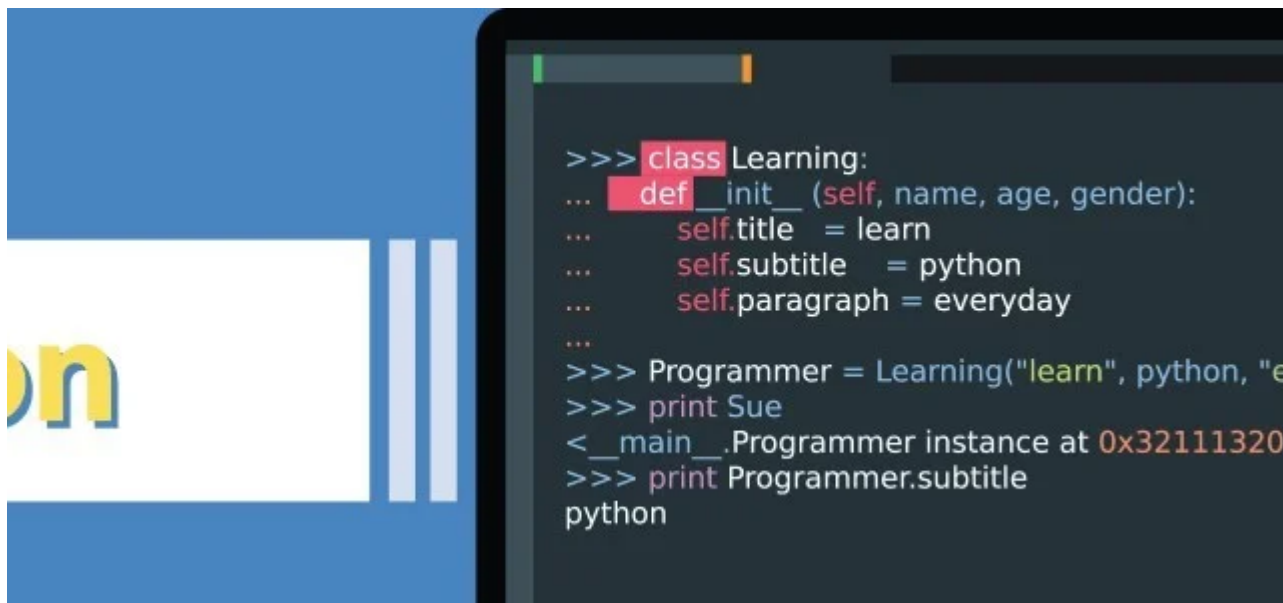 on
>>> class Learning:
... def __init__ (self, name, age, gender):
... self.title = learn
... self.subtitle = python
... self.paragraph = everyday
...
>>> Programmer = Learning("learn", python, "e
>>> print Sue
<__main__.Programmer instance at 0x32111320
>>> print Programmer.subtitle
python